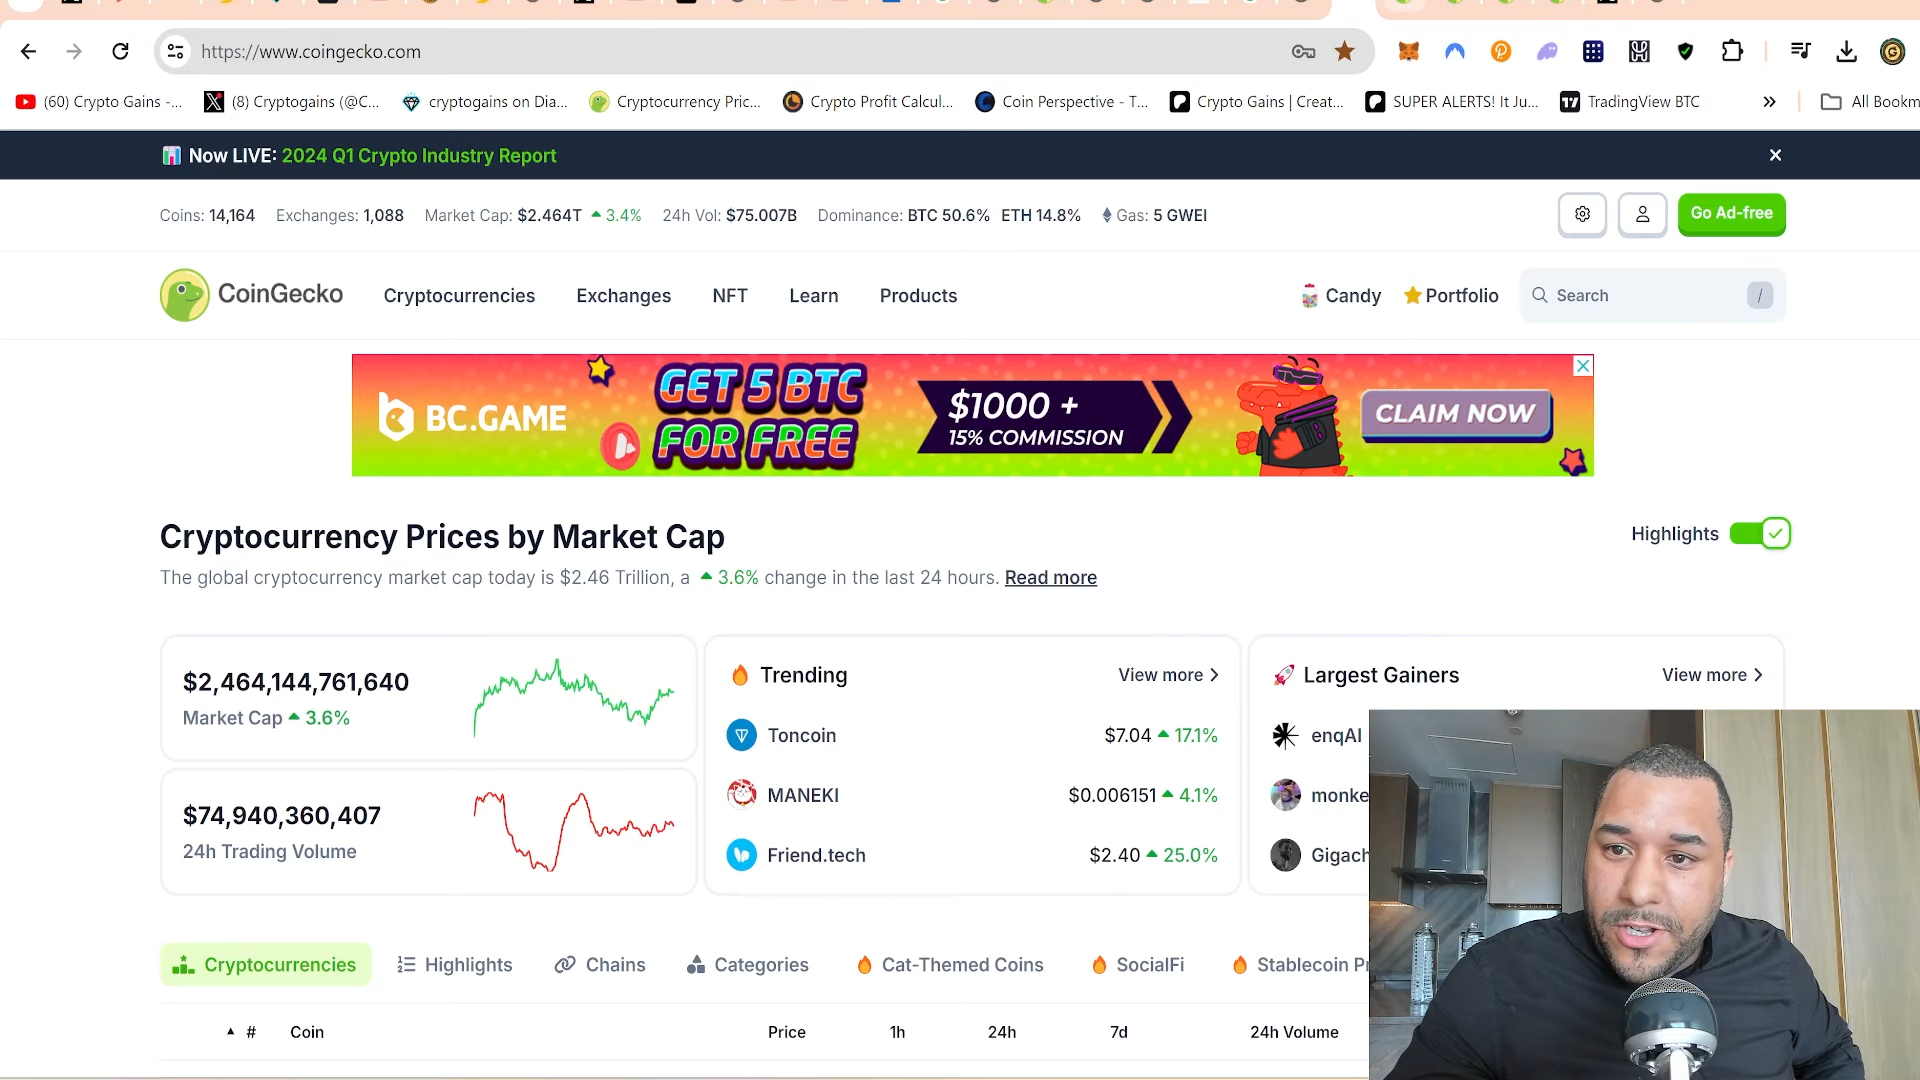 https://www.coingecko.com
(60) Crypto Gains -...
(8) Cryptogains (@C...
cryptogains on Dia...
Cryptocurrency Pric...
Crypto Profit Calcul...
Coin Perspective - T...
Crypto Gains | Creat...
SUPER ALERTS! It Ju...
TradingView BTC
All Bookm
Now LIVE: 2024 Q1 Crypto Industry Report
Coins: 14,164 Exchanges: 1,088 Market Cap: $2.464T 3.4% 24h Vol: $75.007B Dominance: BTC 50.6% ETH 14.8% Gas: 5 GWEI
Go Ad-free
CoinGecko
Cryptocurrencies
Exchanges
NFT
Learn
Products
Candy
Portfolio
Search
/
BC.GAME
GET 5 BTC
FOR FREE
$1000 +
15% COMMISSION
CLAIM NOW
Cryptocurrency Prices by Market Cap
Highlights
The global cryptocurrency market cap today is $2.46 Trillion, a 3.6% change in the last 24 hours. Read more
$2,464,144,761,640
Market Cap 3.6%
$74,940,360,407
24h Trading Volume
Trending
View more
Toncoin
$7.04 17.1%
MANEKI
$0.006151 4.1%
Friend.tech
$2.40 25.0%
Largest Gainers
View more
enqAI
monke
Gigach
Cryptocurrencies
Highlights
Chains
Categories
Cat-Themed Coins
SocialFi
Stablecoin Pr
# Coin Price 1h 24h 7d 24h Volume